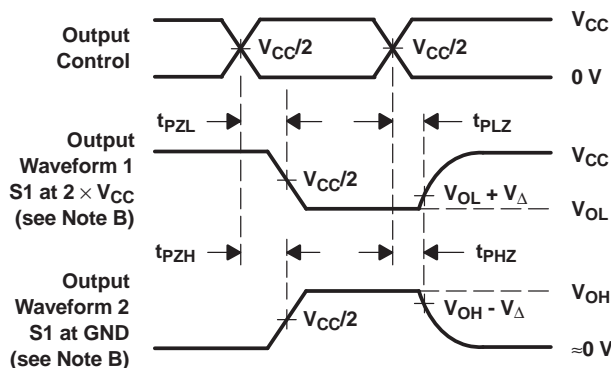 Output
Control
VCC/2
VCC/2
VCC
0 V
tPZL
tPLZ
Output
Waveform 1
S1 at 2 × VCC
(see Note B)
VCC/2
VCC
VOL + VΔ
VOL
tPZH
tPHZ
Output
Waveform 2
S1 at GND
(see Note B)
VCC/2
VOH
VOH - VΔ
≈0 V